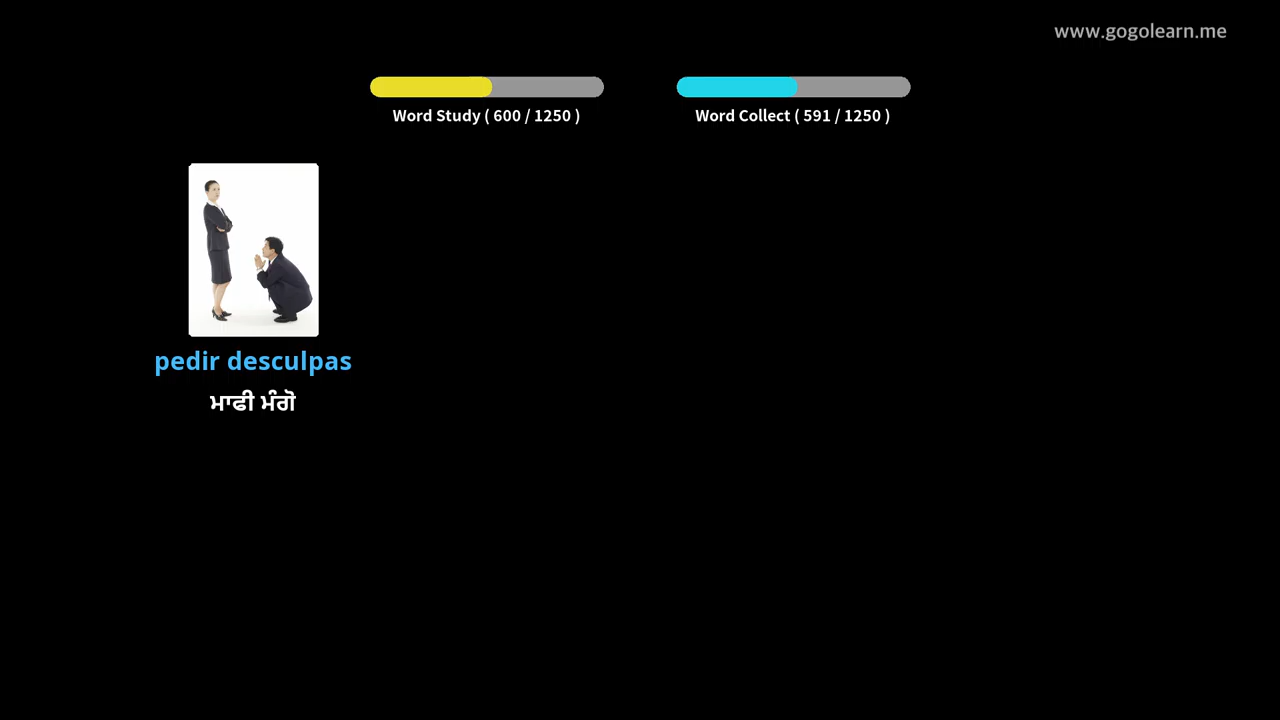 www.gogolearn.me
Word Study ( 600 / 1250 )
Word Collect ( 591 / 1250 )
pedir desculpas
ਮਾਫੀ ਮੰਗੋ